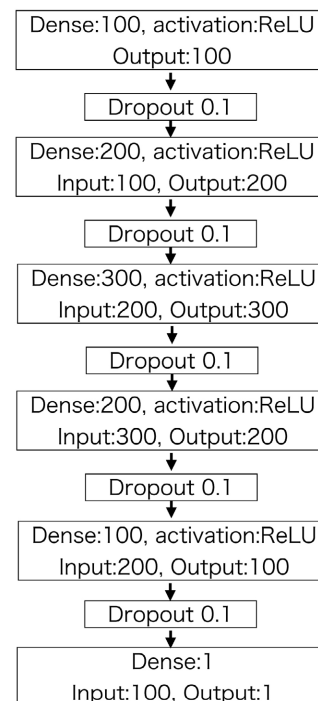 Dense:100, activation:ReLU
Output:100
Dropout 0.1
Dense:200, activation:ReLU
Input:100, Output:200
Dropout 0.1
Dense:300, activation:ReLU
Input:200, Output:300
Dropout 0.1
Dense:200, activation:ReLU
Input:300, Output:200
Dropout 0.1
Dense:100, activation:ReLU
Input:200, Output:100
Dropout 0.1
Dense:1
Input:100, Output:1